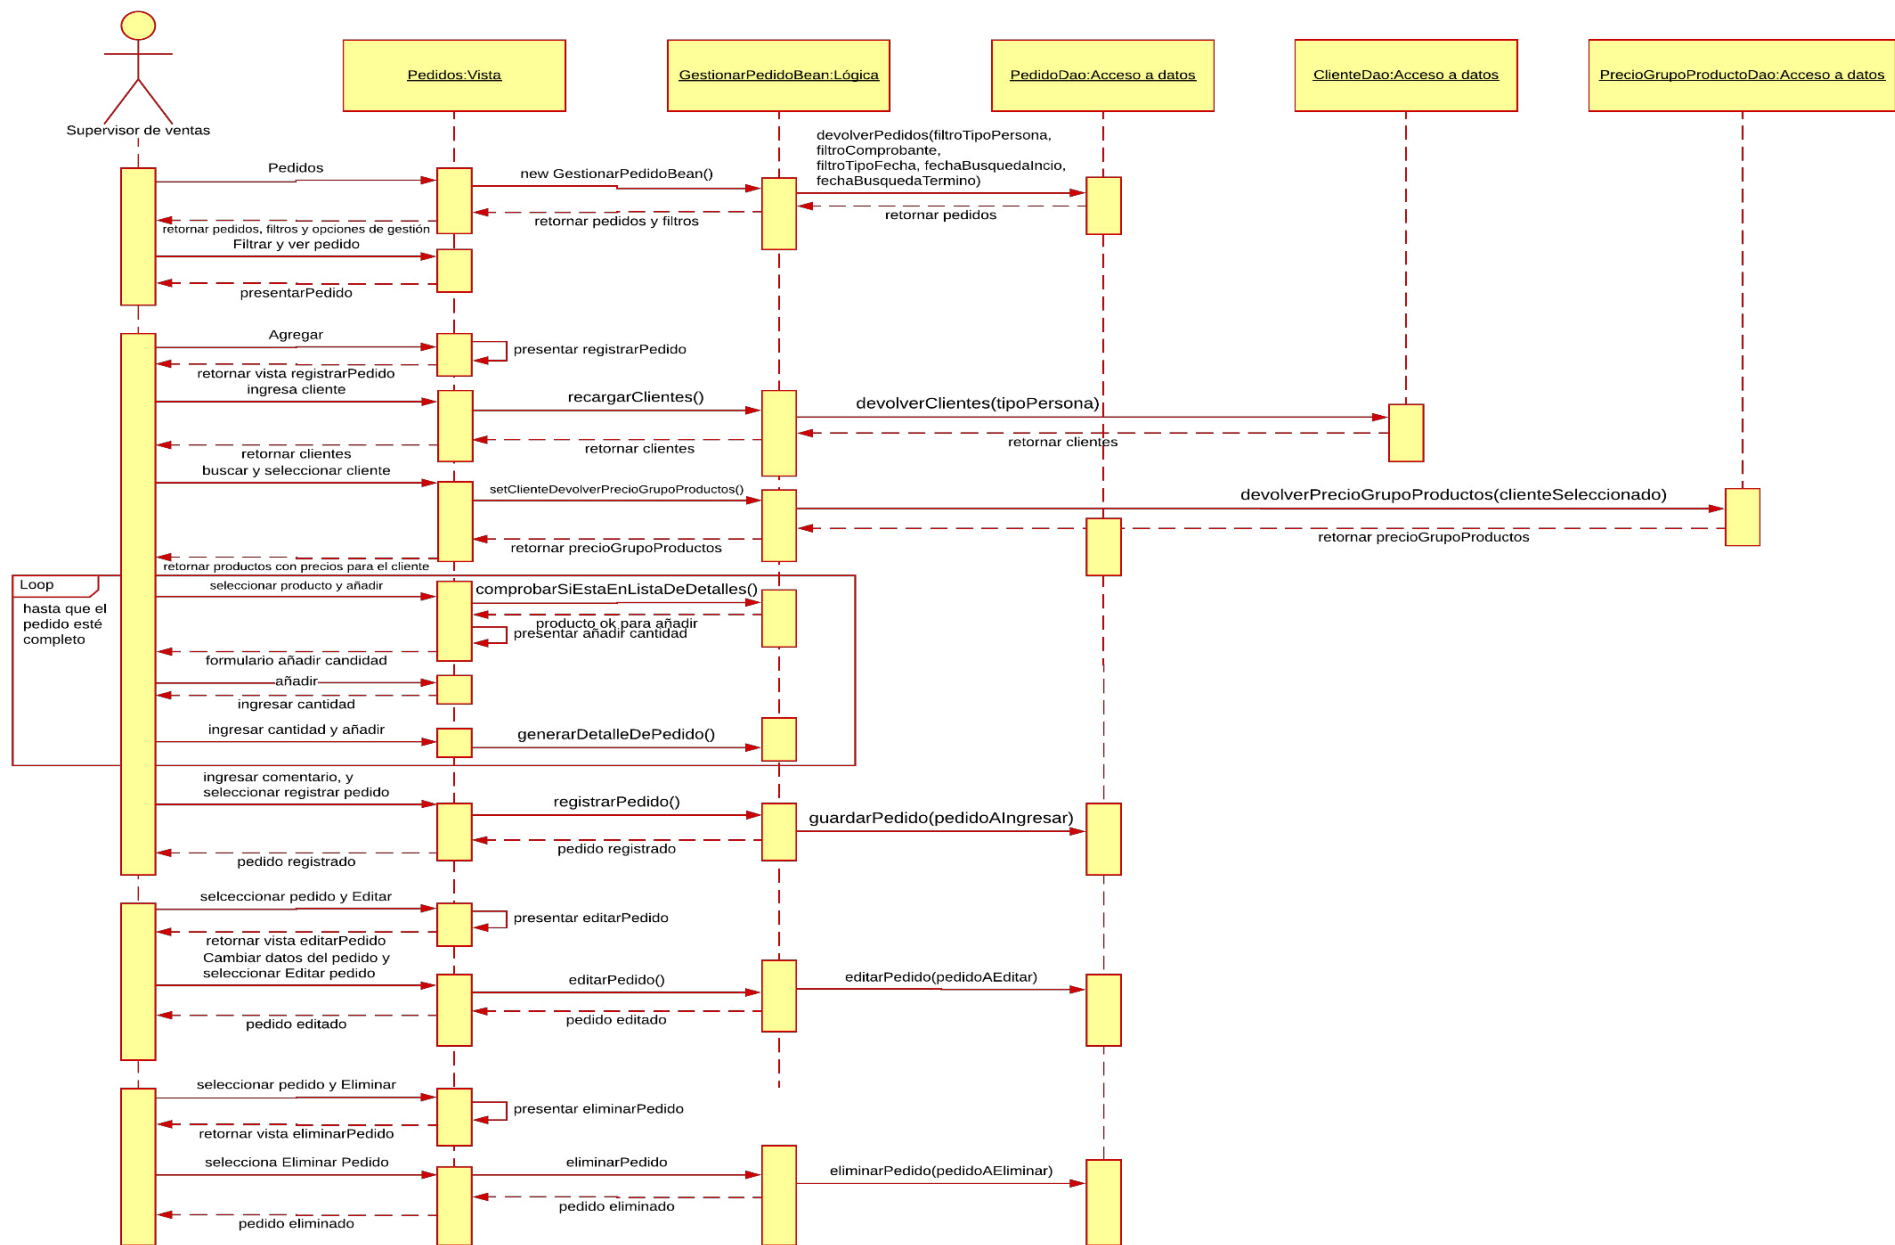 Supervisor de ventas
Pedidos:Vista
GestionarPedidoBean:Lógica
PedidoDao:Acceso a datos
ClienteDao:Acceso a datos
PrecioGrupoProductoDao:Acceso a datos
Pedidos
new GestionarPedidoBean()
devolverPedidos(filtroTipoPersona,
filtroComprobante,
filtroTipoFecha, fechaBusquedaIncio,
fechaBusquedaTermino)
retornar pedidos
retornar pedidos y filtros
retornar pedidos, filtros y opciones de gestión
Filtrar y ver pedido
presentarPedido
Agregar
presentar registrarPedido
retornar vista registrarPedido
ingresa cliente
recargarClientes()
devolverClientes(tipoPersona)
retornar clientes
retornar clientes
retornar clientes
buscar y seleccionar cliente
setClienteDevolverPrecioGrupoProductos()
devolverPrecioGrupoProductos(clienteSeleccionado)
retornar precioGrupoProductos
retornar precioGrupoProductos
retornar productos con precios para el cliente
Loop
hasta que el
pedido esté
completo
seleccionar producto y añadir
comprobarSiEstaEnListaDeDetalles()
producto ok para añadir
presentar añadir cantidad
formulario añadir candidad
añadir
ingresar cantidad
ingresar cantidad y añadir
generarDetalleDePedido()
ingresar comentario, y
seleccionar registrar pedido
registrarPedido()
guardarPedido(pedidoAIngresar)
pedido registrado
pedido registrado
selceccionar pedido y Editar
presentar editarPedido
retornar vista editarPedido
Cambiar datos del pedido y
seleccionar Editar pedido
editarPedido()
editarPedido(pedidoAEditar)
pedido editado
pedido editado
seleccionar pedido y Eliminar
presentar eliminarPedido
retornar vista eliminarPedido
selecciona Eliminar Pedido
eliminarPedido
eliminarPedido(pedidoAEliminar)
pedido eliminado
pedido eliminado